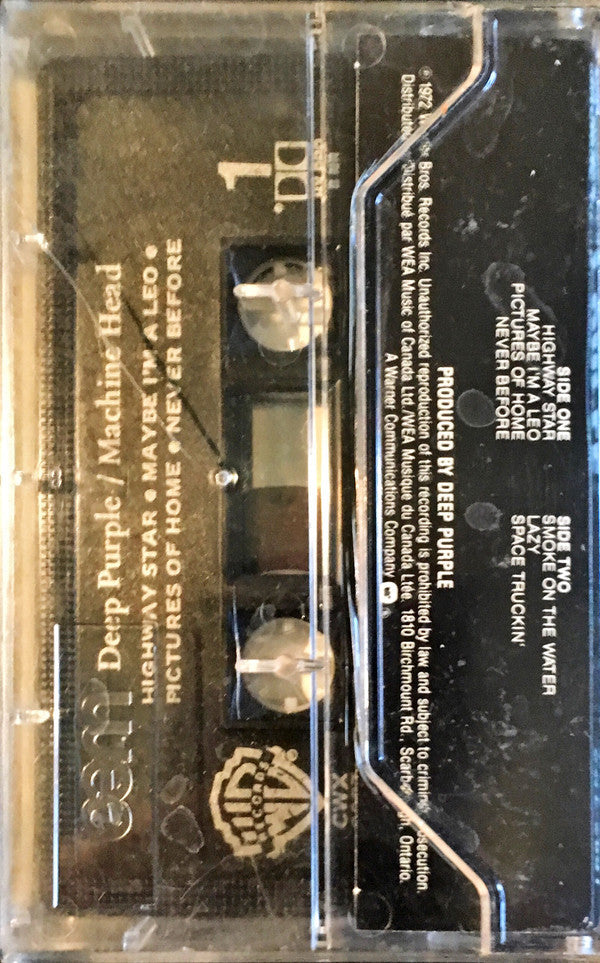 SIDE ONE
HIGHWAY STAR
MAYBE I'M A LEO
PICTURES OF HOME
NEVER BEFORE
SIDE TWO
SMOKE ON THE WATER
LAZY
SPACE TRUCKIN'
PRODUCED BY DEEP PURPLE
℗ 1972 Bros. Records Inc. Unauthorized reproduction of this recording is prohibited by law and subject to
Distribué par WEA Music of Canada Ltd./WEA Musique du Canada Ltée. 1810 Birchmount Rd., Ontario.
A Warner Communications Company
1
WB
RECORDS
CWX
Deep Purple / Machine Head
HIGHWAY STAR • MAYBE I'M A LEO •
PICTURES OF HOME • NEVER BEFORE